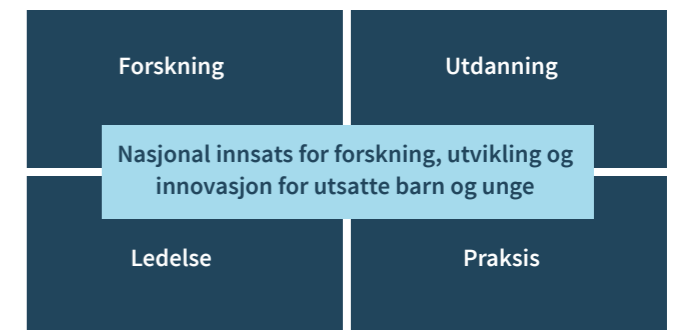 Forskning
Utdanning
Nasjonal innsats for forskning, utvikling og
innovasjon for utsatte barn og unge
Ledelse
Praksis